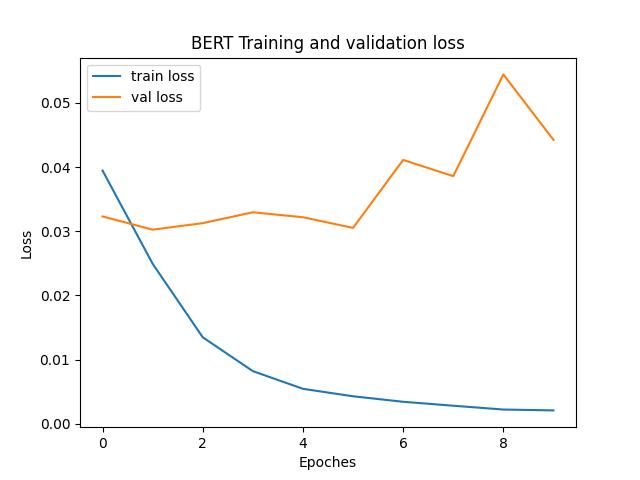 BERT Training and validation loss
train loss
val loss
0.05
0.04
0.03
0.02
0.01
0.00
Loss
0 2 4 6 8
Epoches